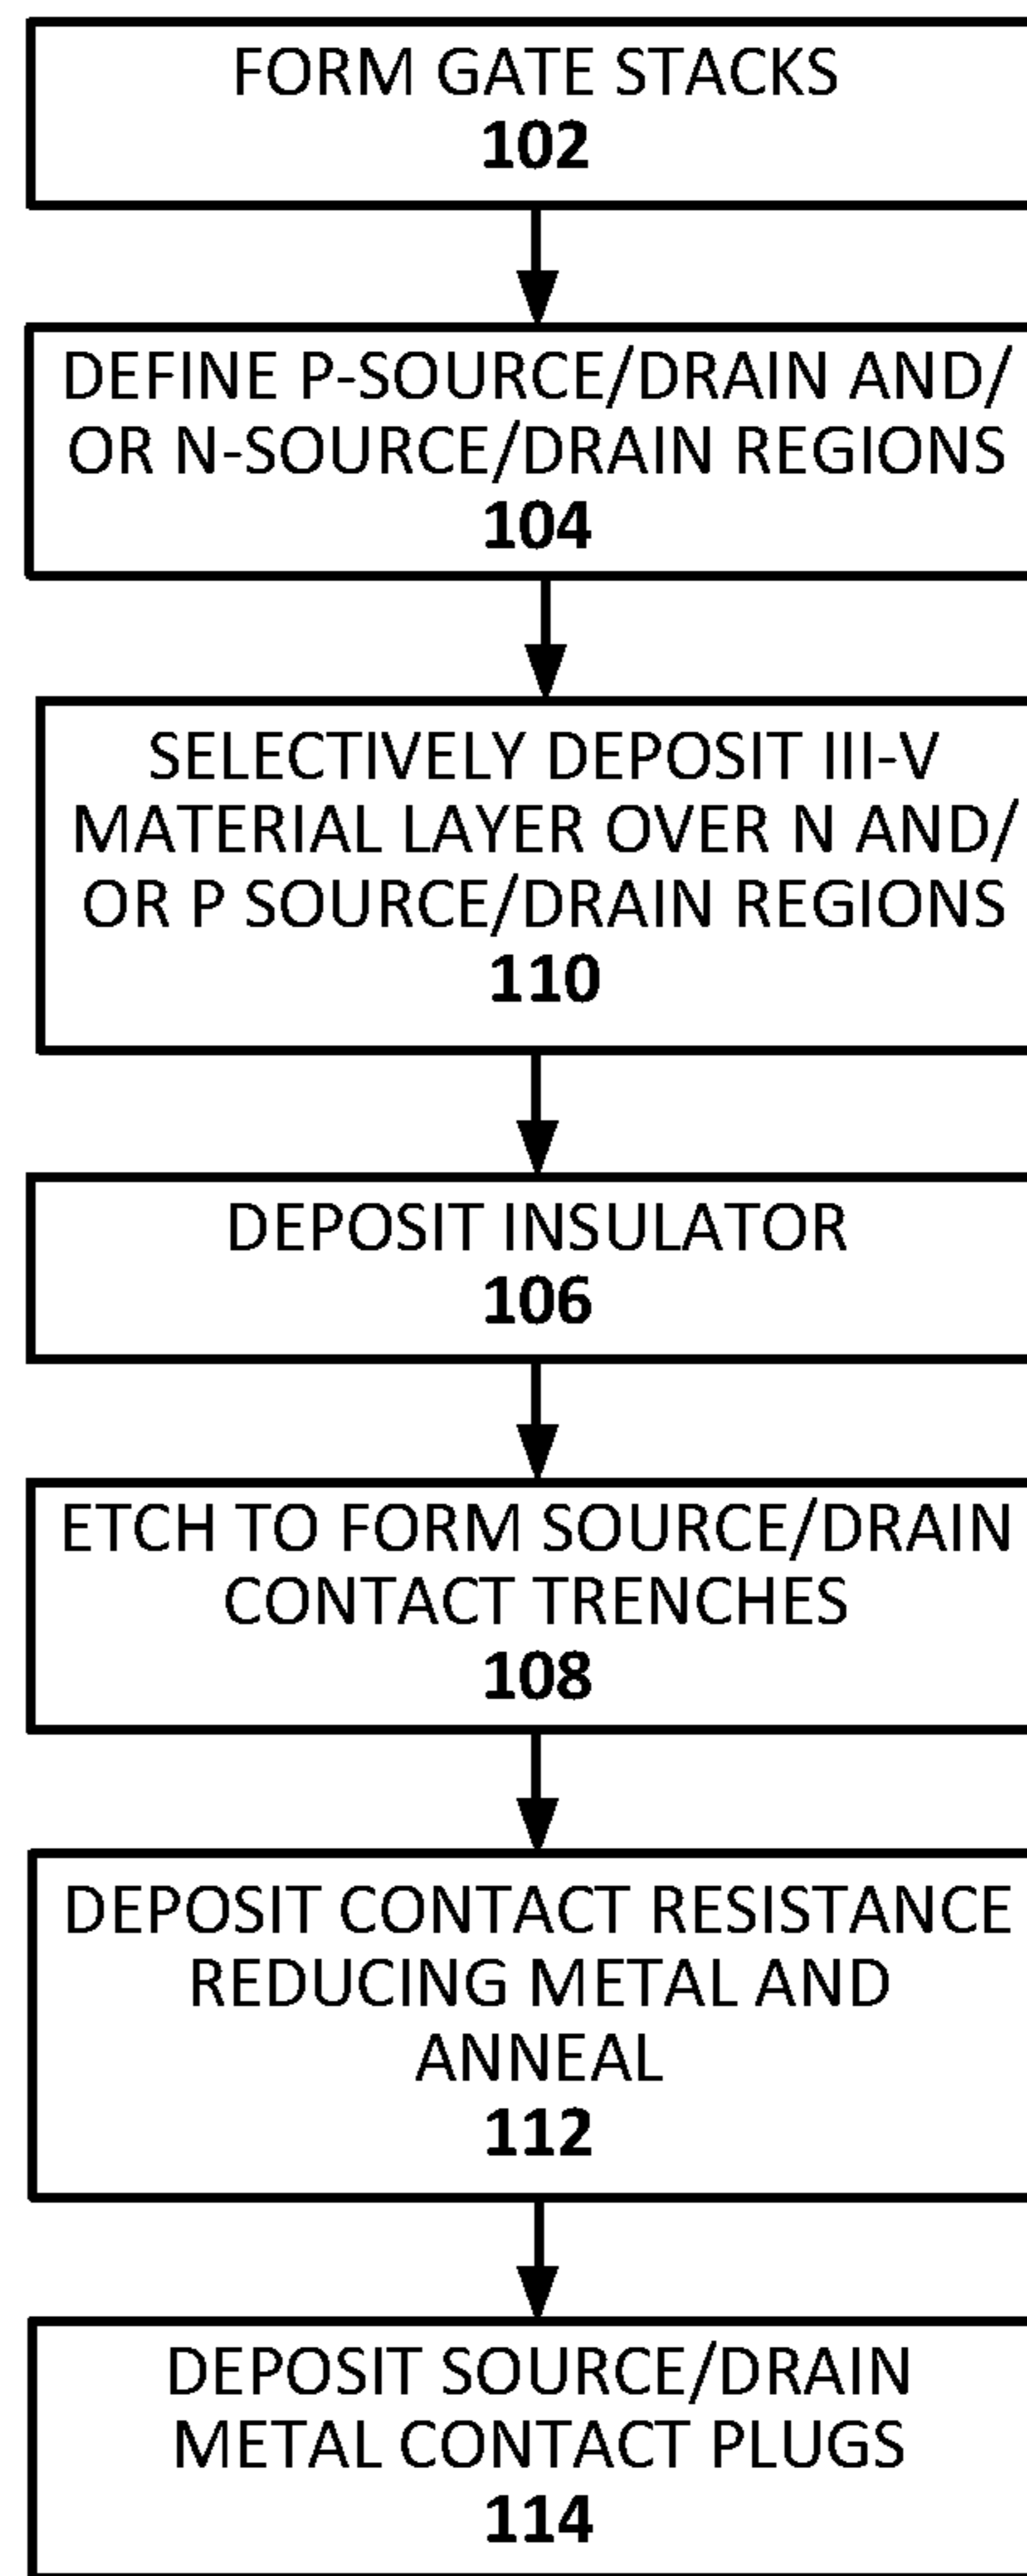 FORM GATE STACKS
102
DEFINE P-SOURCE/DRAIN AND/
OR N-SOURCE/DRAIN REGIONS
104
SELECTIVELY DEPOSIT III-V
MATERIAL LAYER OVER N AND/
OR P SOURCE/DRAIN REGIONS
110
DEPOSIT INSULATOR
106
ETCH TO FORM SOURCE/DRAIN
CONTACT TRENCHES
108
DEPOSIT CONTACT RESISTANCE
REDUCING METAL AND
ANNEAL
112
DEPOSIT SOURCE/DRAIN
METAL CONTACT PLUGS
114